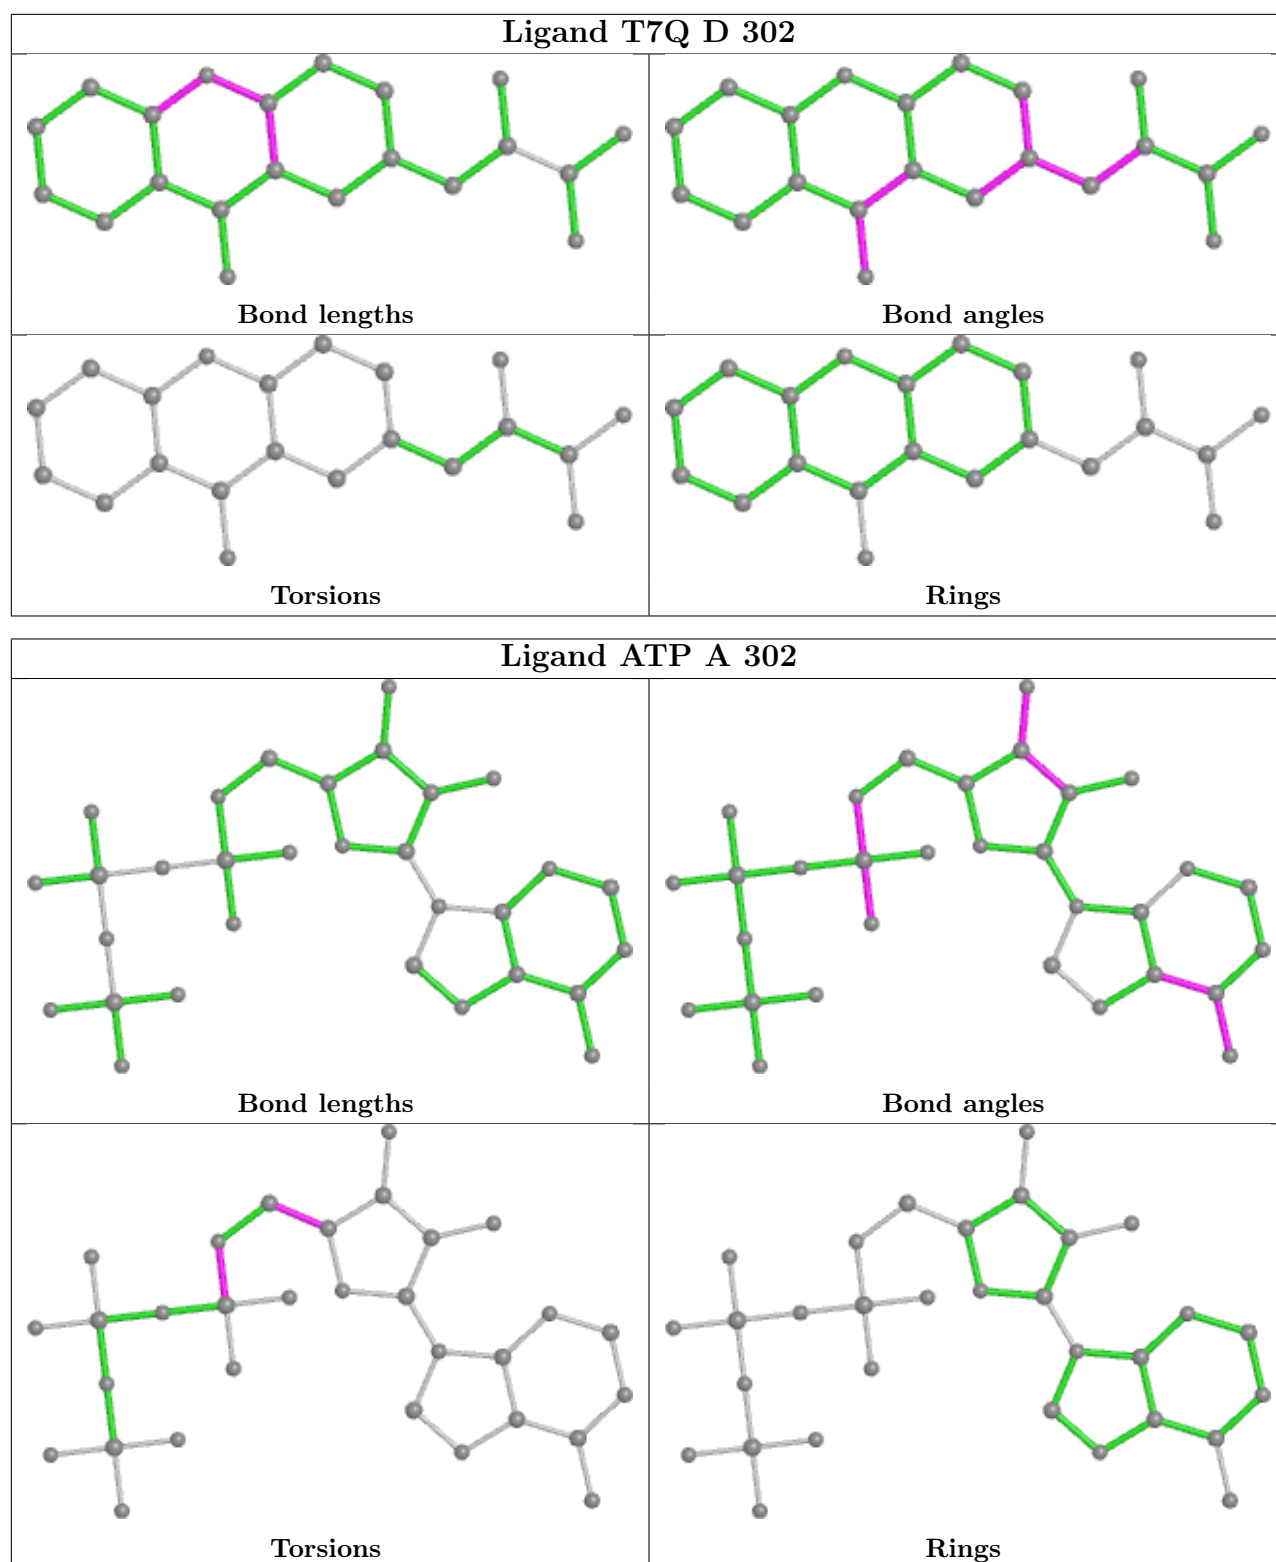 Ligand T7Q D 302
Bond lengths
Bond angles
Torsions
Rings
Ligand ATP A 302
Bond lengths
Bond angles
Torsions
Rings